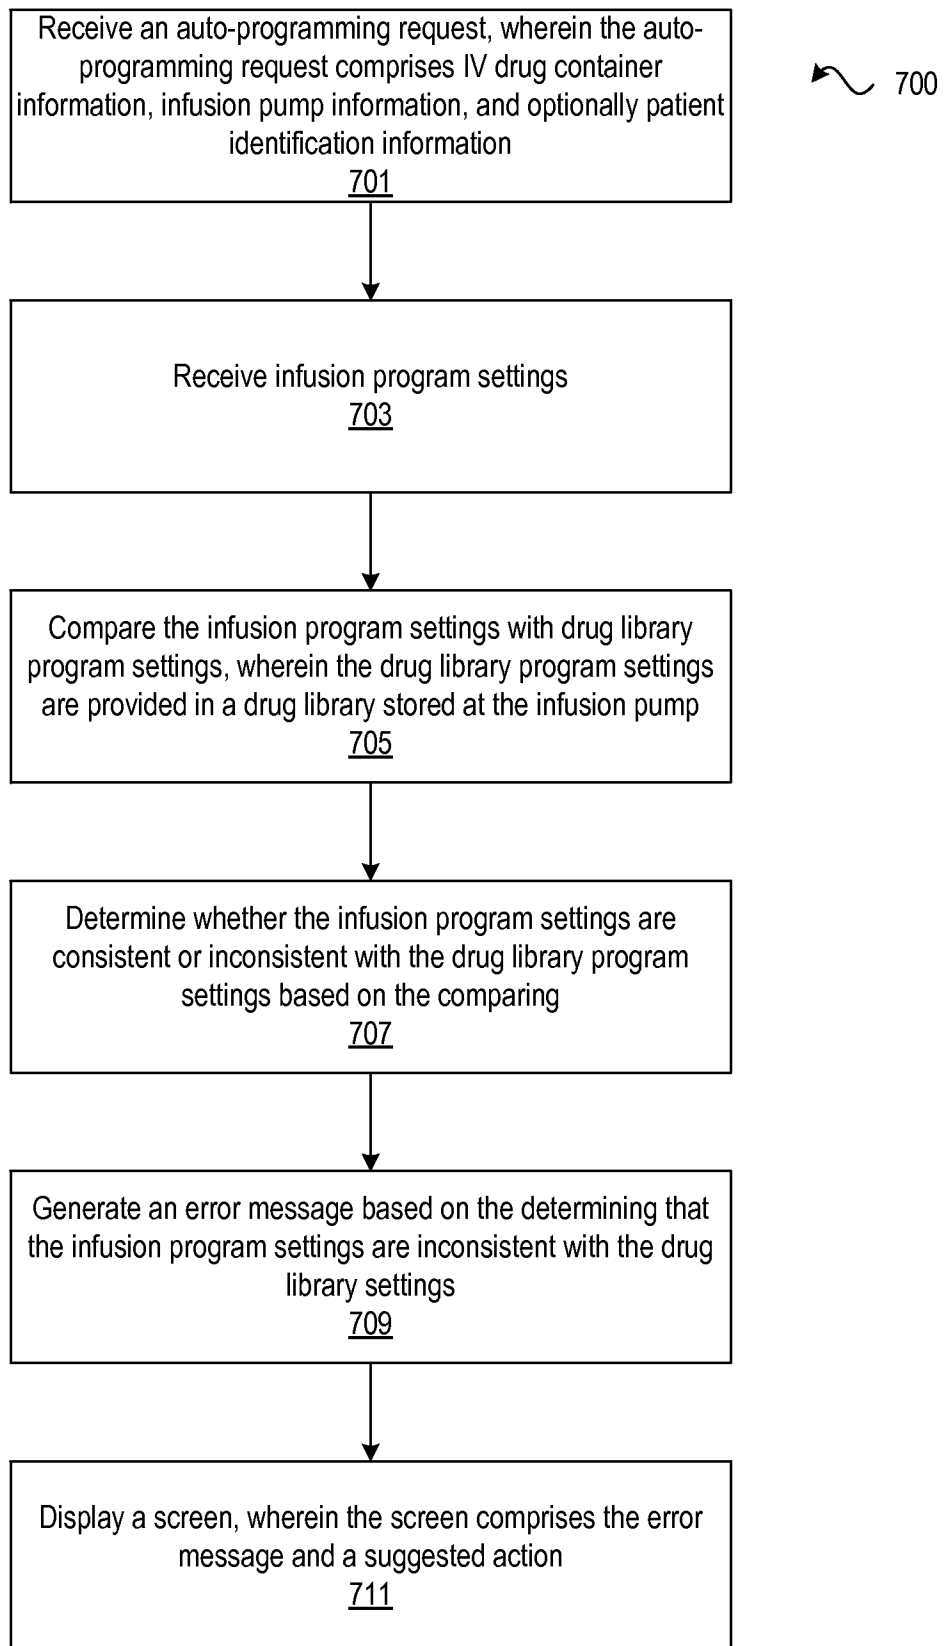 Receive an auto-programming request, wherein the auto-
programming request comprises IV drug container
information, infusion pump information, and optionally patient
identification information
701
700
Receive infusion program settings
703
Compare the infusion program settings with drug library
program settings, wherein the drug library program settings
are provided in a drug library stored at the infusion pump
705
Determine whether the infusion program settings are
consistent or inconsistent with the drug library program
settings based on the comparing
707
Generate an error message based on the determining that
the infusion program settings are inconsistent with the drug
library settings
709
Display a screen, wherein the screen comprises the error
message and a suggested action
711